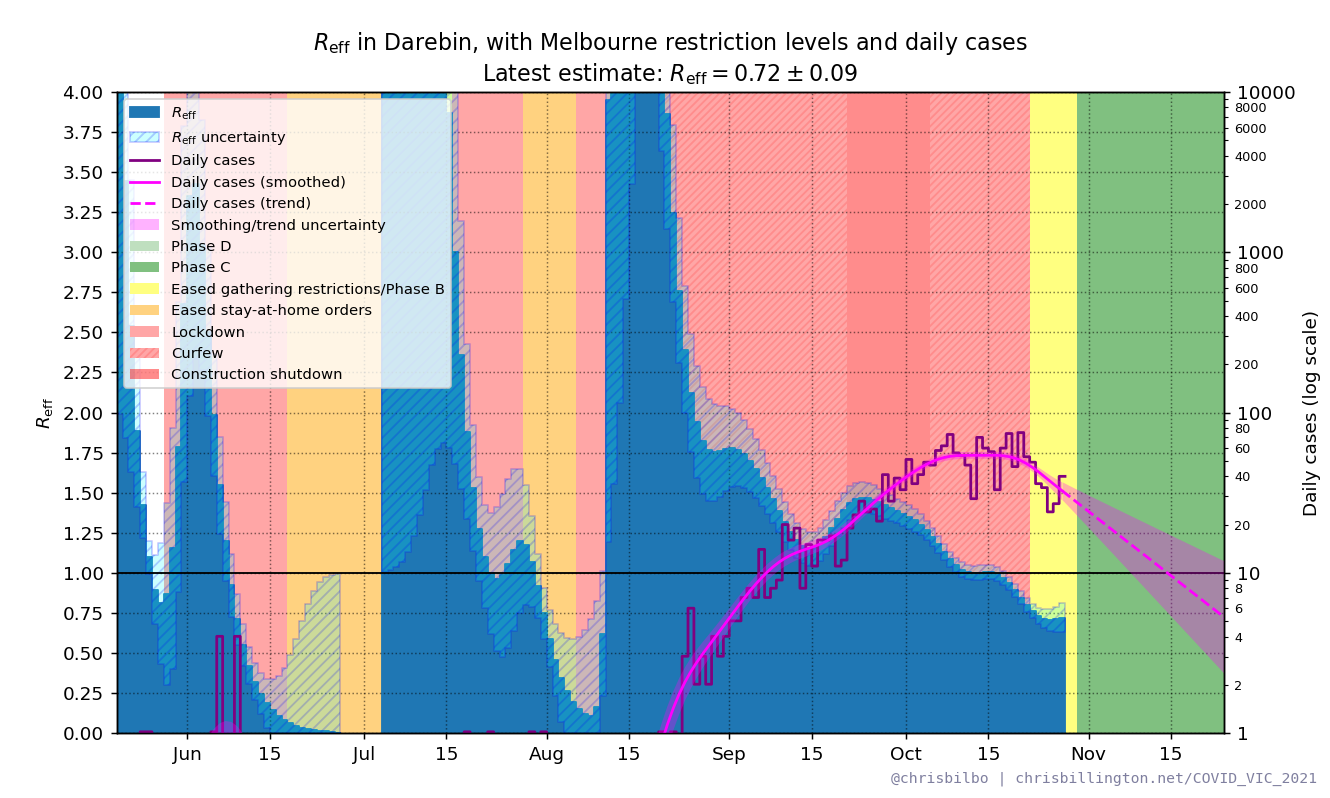 Reff in Darebin, with Melbourne restriction levels and daily cases
Latest estimate: Reff = 0.72 ± 0.09
Reff
Reff uncertainty
Daily cases
Daily cases (smoothed)
Daily cases (trend)
Smoothing/trend uncertainty
Phase D
Phase C
Eased gathering restrictions/Phase B
Eased stay-at-home orders
Lockdown
Curfew
Construction shutdown
Reff
4.00
3.75
3.50
3.25
3.00
2.75
2.50
2.25
2.00
1.75
1.50
1.25
1.00
0.75
0.50
0.25
0.00
10000
8000
6000
4000
2000
1000
800
600
400
200
100
80
60
40
20
10
8
6
4
2
1
Daily cases (log scale)
Jun 15 Jul 15 Aug 15 Sep 15 Oct 15 Nov 15
@chrisbilbo | chrisbillington.net/COVID_VIC_2021